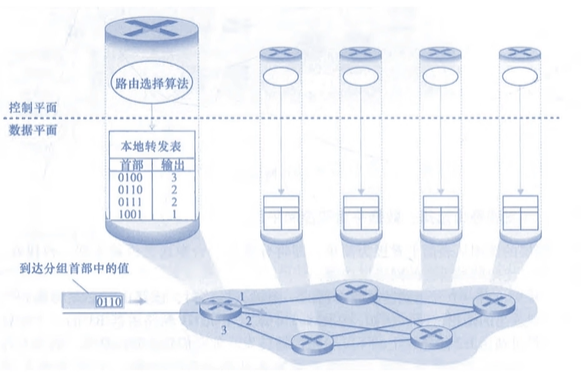 路由选择算法
控制平面
数据平面
本地转发表
首部 输出
0100 3
0110 2
0111 2
1001 1
到达分组首部中的值
0110
1
2
3